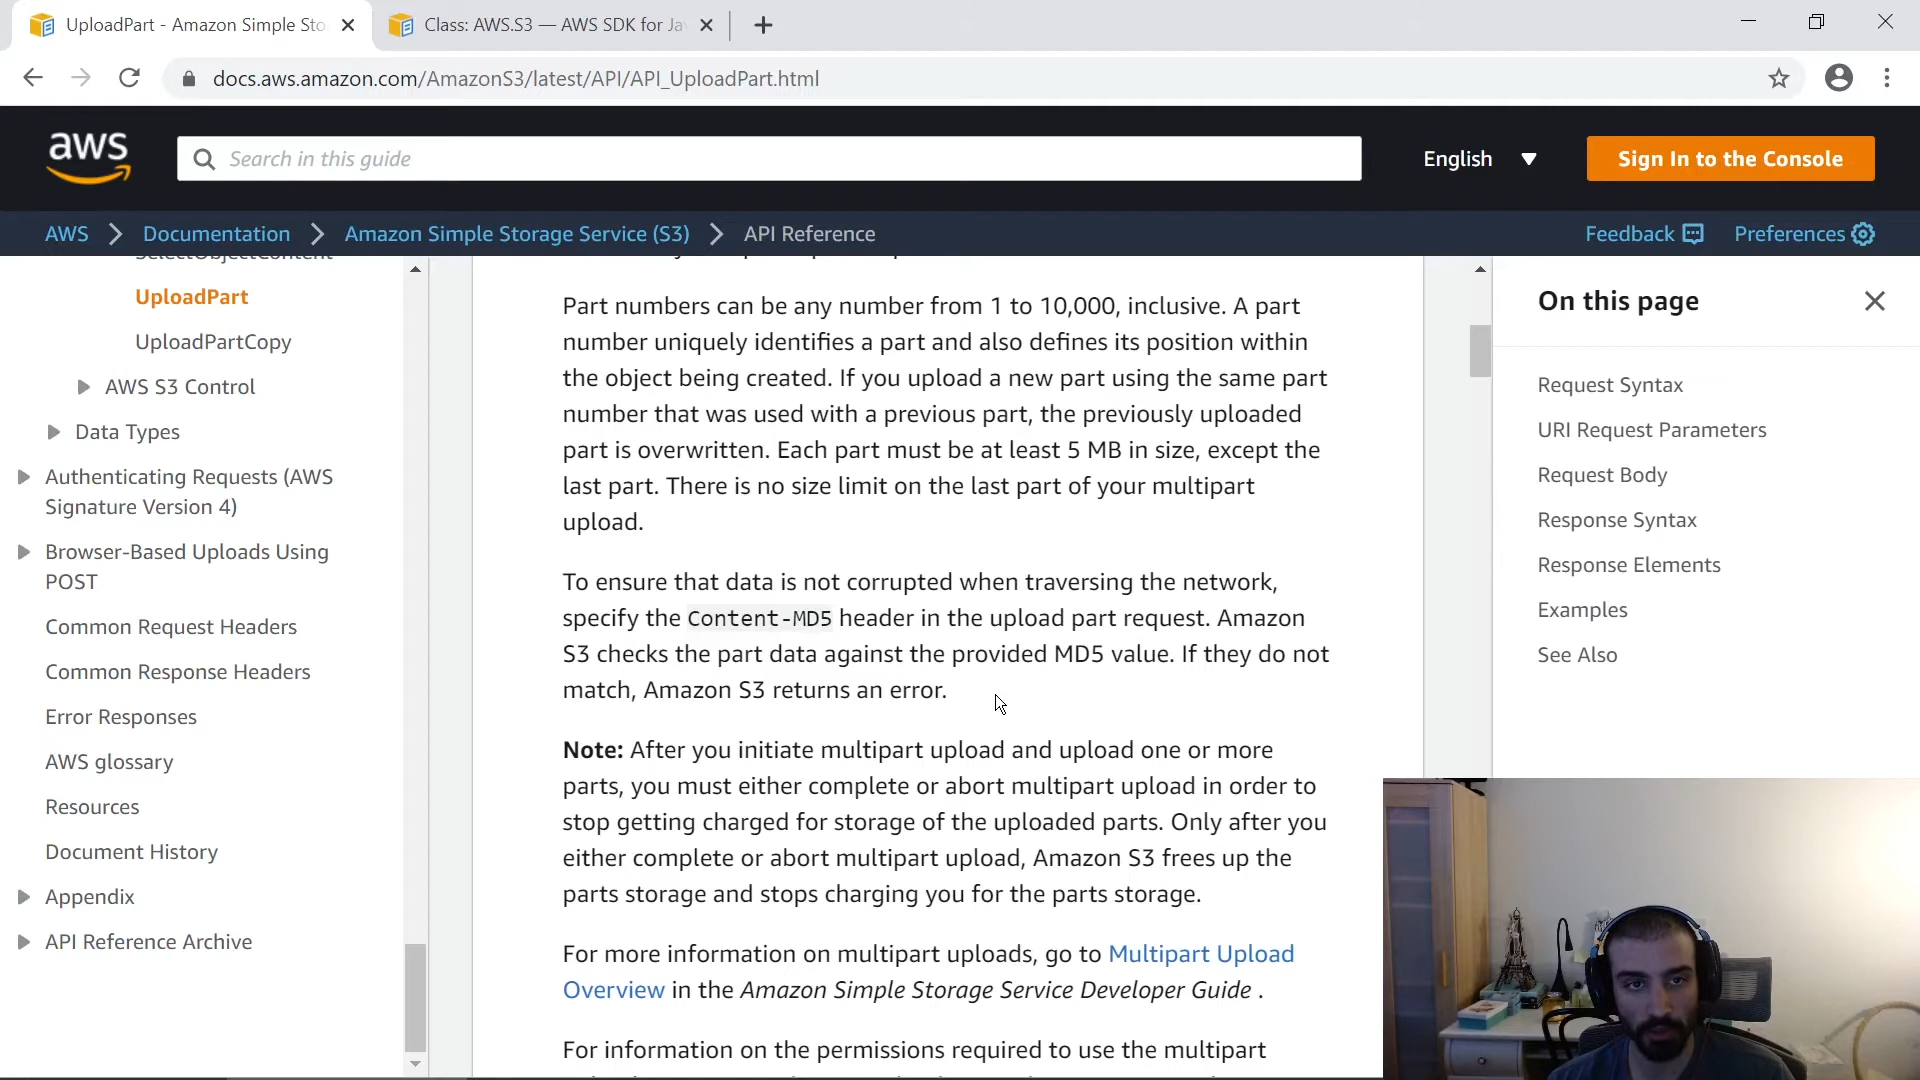 UploadPart - Amazon Simple Sto
Class: AWS.S3 — AWS SDK for Ja
docs.aws.amazon.com/AmazonS3/latest/API/API_UploadPart.html
aws
Search in this guide
English
Sign In to the Console
AWS
Documentation
Amazon Simple Storage Service (S3)
API Reference
Feedback
Preferences
SelectObjectContent
UploadPart
UploadPartCopy
AWS S3 Control
Data Types
Authenticating Requests (AWS
Signature Version 4)
Browser-Based Uploads Using
POST
Common Request Headers
Common Response Headers
Error Responses
AWS glossary
Resources
Document History
Appendix
API Reference Archive
Part numbers can be any number from 1 to 10,000, inclusive. A part
number uniquely identifies a part and also defines its position within
the object being created. If you upload a new part using the same part
number that was used with a previous part, the previously uploaded
part is overwritten. Each part must be at least 5 MB in size, except the
last part. There is no size limit on the last part of your multipart
upload.
To ensure that data is not corrupted when traversing the network,
specify the Content-MD5 header in the upload part request. Amazon
S3 checks the part data against the provided MD5 value. If they do not
match, Amazon S3 returns an error.
Note: After you initiate multipart upload and upload one or more
parts, you must either complete or abort multipart upload in order to
stop getting charged for storage of the uploaded parts. Only after you
either complete or abort multipart upload, Amazon S3 frees up the
parts storage and stops charging you for the parts storage.
For more information on multipart uploads, go to Multipart Upload
Overview in the Amazon Simple Storage Service Developer Guide .
For information on the permissions required to use the multipart
On this page
Request Syntax
URI Request Parameters
Request Body
Response Syntax
Response Elements
Examples
See Also